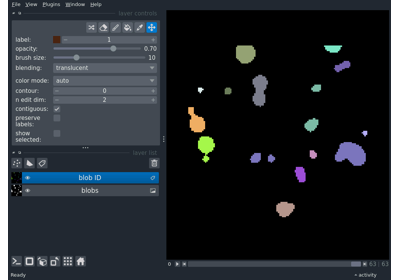 File View Plugins Window Help
layer controls
label: 1
opacity: 0.70
brush size: 10
blending: translucent
color mode: auto
contour: 0
n edit dim: 2
contiguous:
preserve
labels:
show
selected:
layer list
blob ID
blobs
63 | 63
Ready
activity